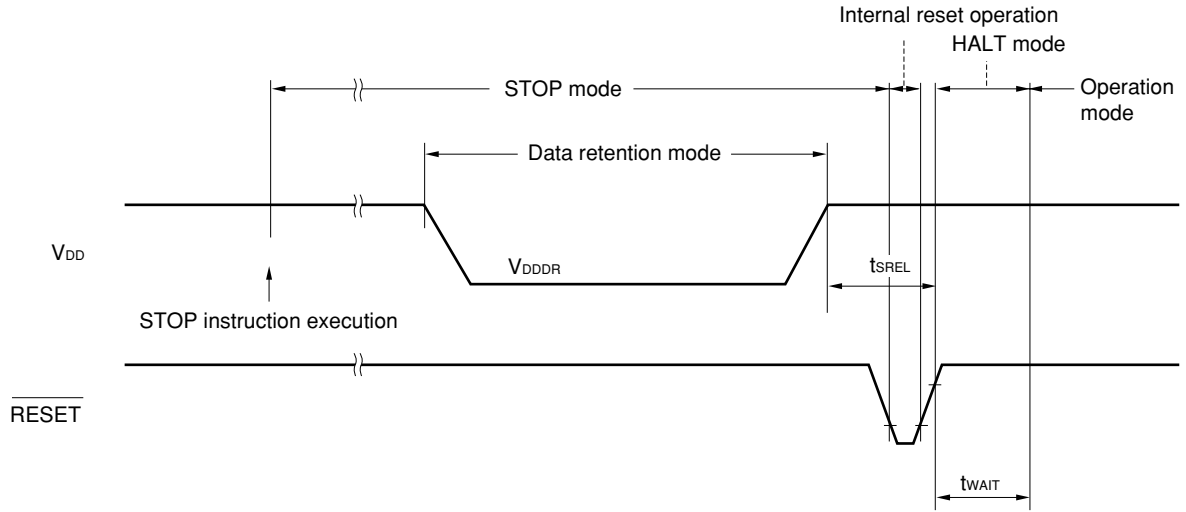 Internal reset operation
HALT mode
STOP mode
Operation
mode
Data retention mode
VDD
VDDDR
tSREL
STOP instruction execution
RESET
tWAIT